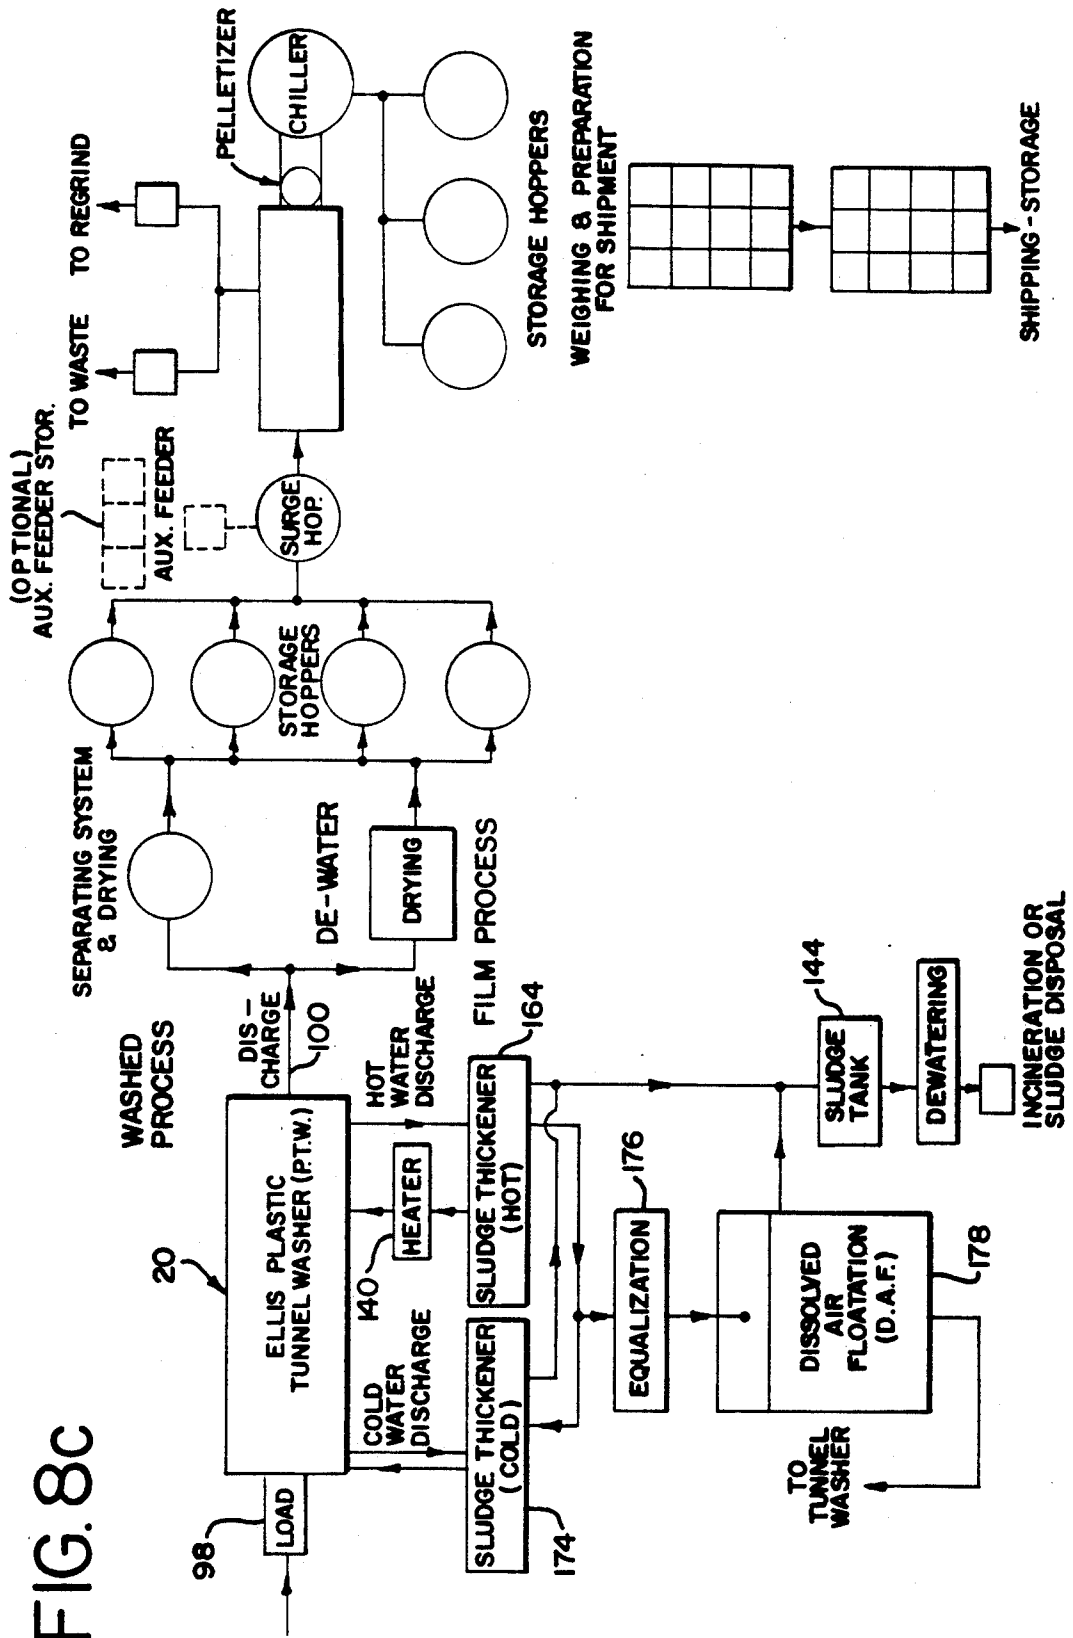 FIG. 8C
98
LOAD
20
ELLIS PLASTIC
TUNNEL WASHER (P.T.W.)
WASHED
PROCESS
DIS-
CHARGE
100
SEPARATING SYSTEM
& DRYING
DE-WATER
DRYING
FILM PROCESS
STORAGE
HOPPERS
(OPTIONAL)
AUX. FEEDER STOR.
AUX. FEEDER
SURGE
HOP.
TO WASTE
TO REGRIND
PELLETIZER
CHILLER
STORAGE HOPPERS
WEIGHING & PREPARATION
FOR SHIPMENT
SHIPPING-STORAGE
COLD
WATER
DISCHARGE
140
HEATER
HOT
WATER
DISCHARGE
SLUDGE THICKENER
(COLD)
174
SLUDGE THICKENER
(HOT)
164
EQUALIZATION
176
TO
TUNNEL
WASHER
DISSOLVED
AIR
FLOATATION
(D.A.F.)
178
SLUDGE
TANK
144
DEWATERING
INCINERATION OR
SLUDGE DISPOSAL